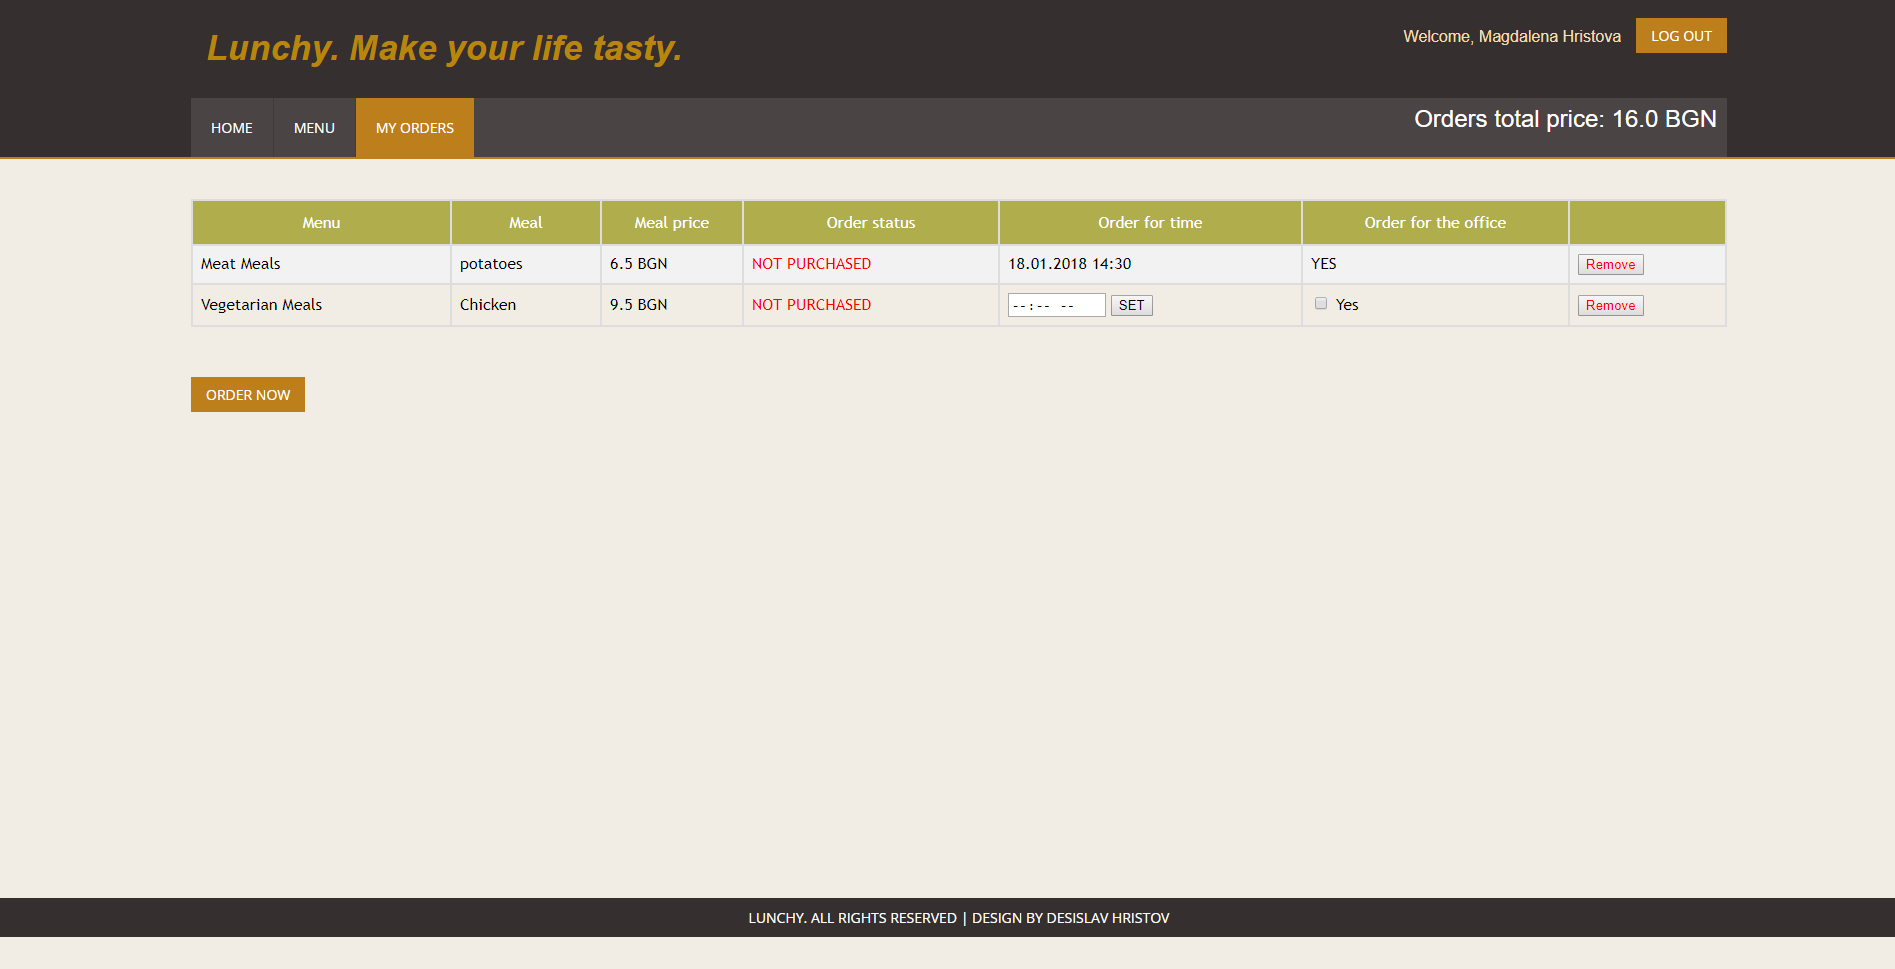 Lunchy. Make your life tasty.
Welcome, Magdalena Hristova LOG OUT
HOME MENU MY ORDERS Orders total price: 16.0 BGN
Menu Meal Meal price Order status Order for time Order for the office
Meat Meals potatoes 6.5 BGN NOT PURCHASED 18.01.2018 14:30 YES Remove
Vegetarian Meals Chicken 9.5 BGN NOT PURCHASED --:-- -- SET Yes Remove
ORDER NOW
LUNCHY. ALL RIGHTS RESERVED | DESIGN BY DESISLAV HRISTOV